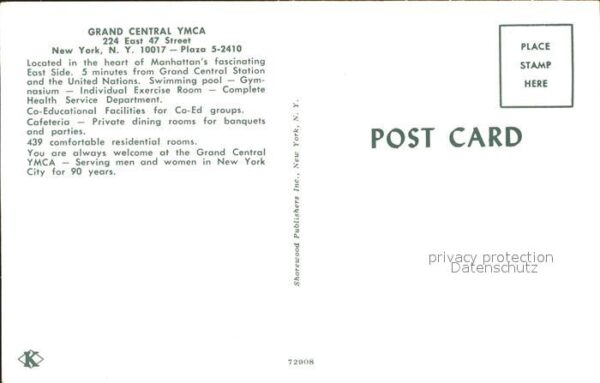 GRAND CENTRAL YMCA
224 East 47 Street
New York, N. Y. 10017 — Plaza 5-2410
Located in the heart of Manhattan's fascinating
East Side. 5 minutes from Grand Central Station
and the United Nations. Swimming pool — Gym-
nasium — Individual Exercise Room — Complete
Health Service Department.
Co-Educational Facilities for Co-Ed groups.
Cafeteria — Private dining rooms for banquets
and parties.
439 comfortable residential rooms.
You are always welcome at the Grand Central
YMCA — Serving men and women in New York
City for 90 years.
K
Shorewood Publishers Inc., New York, N. Y.
72908
PLACE
STAMP
HERE
POST CARD
privacy protection
Datenschutz